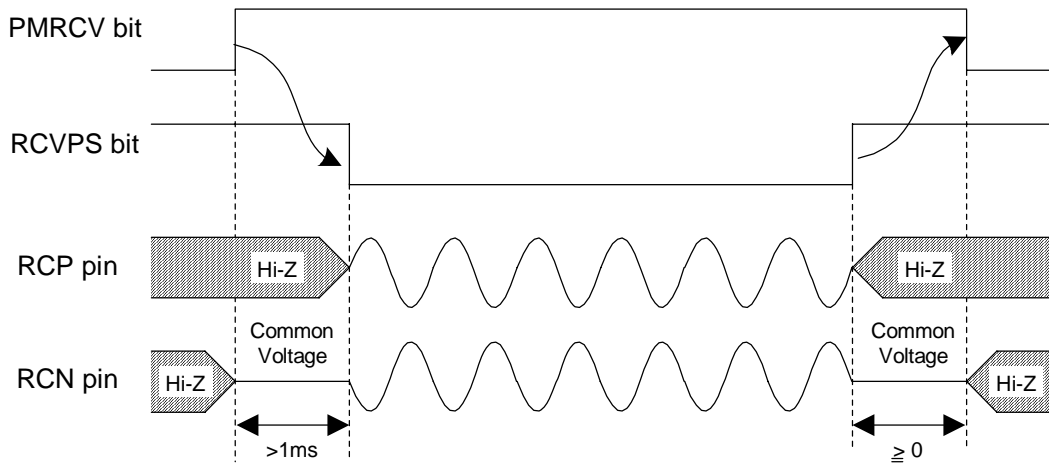 PMRCV bit
RCVPS bit
RCP pin
Hi-Z
Hi-Z
Common
Voltage
Common
Voltage
RCN pin
Hi-Z
Hi-Z
>1ms
≧ 0